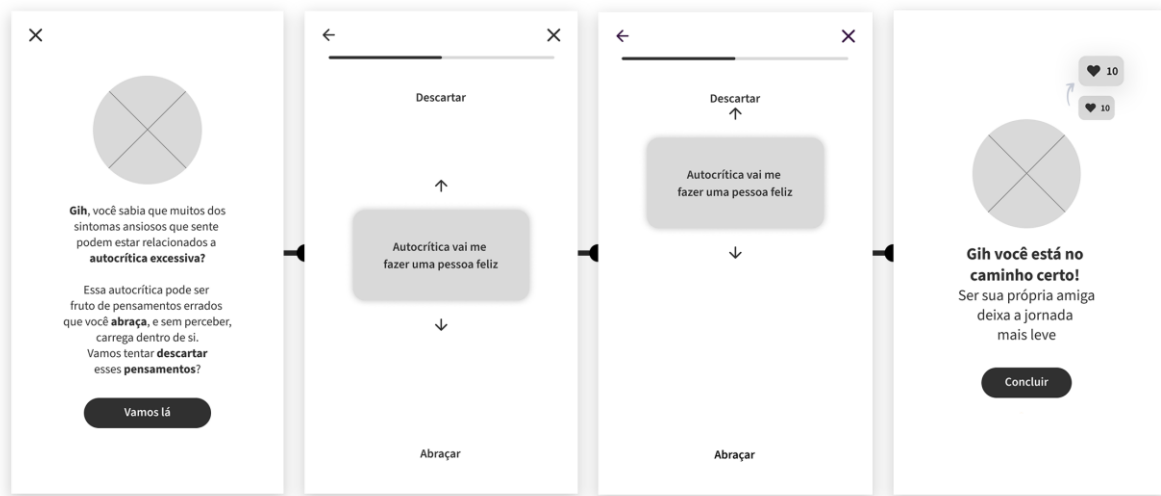 Gih, você sabia que muitos dos
sintomas ansiosos que sente
podem estar relacionados a
autocrítica excessiva?
Essa autocrítica pode ser
fruto de pensamentos errados
que você abraça, e sem perceber,
carrega dentro de si.
Vamos tentar descartar
esses pensamentos?
Vamos lá
Descartar
Autocrítica vai me
fazer uma pessoa feliz
Abraçar
Descartar
Autocrítica vai me
fazer uma pessoa feliz
Abraçar
10
10
Gih você está no
caminho certo!
Ser sua própria amiga
deixa a jornada
mais leve
Concluir